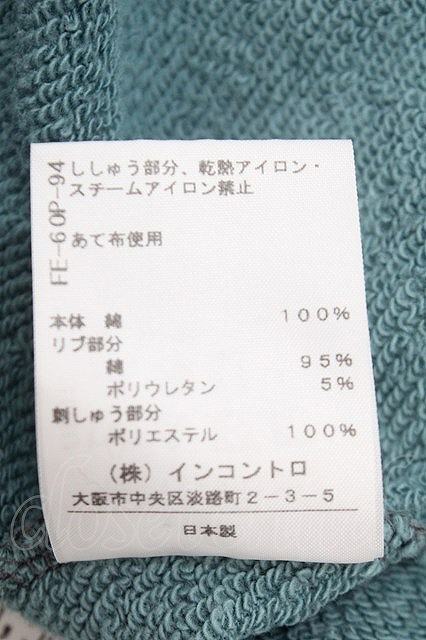 FE-60P-94
ししゅう部分、乾熱アイロン・
スチームアイロン禁止
あて布使用
本体 綿 100%
リブ部分
綿 95%
ポリウレタン 5%
刺しゅう部分
ポリエステル 100%
(株)インコントロ
大阪市中央区淡路町2-3-5
日本製